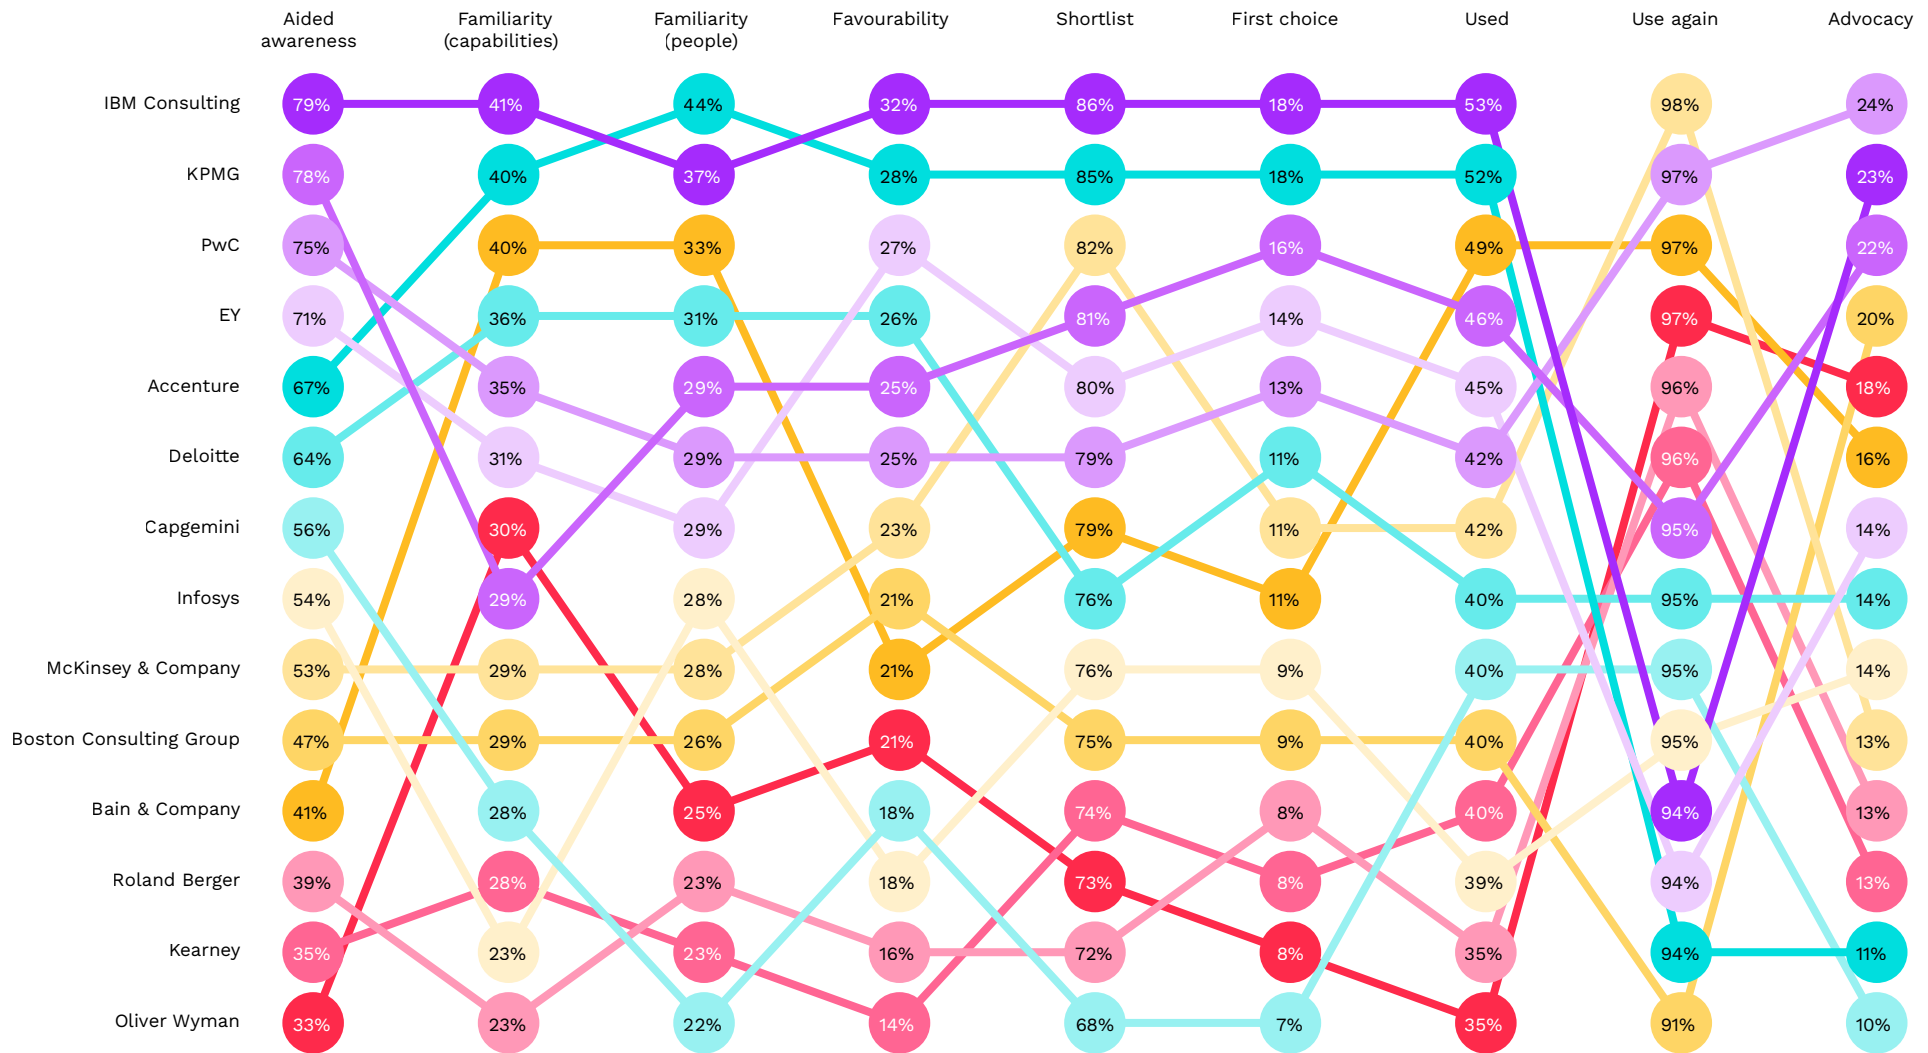 Aided awareness Familiarity (capabilities) Familiarity (people) Favourability Shortlist First choice Used Use again Advocacy
IBM Consulting 79% 41% 44% 32% 86% 18% 53% 98% 24%
KPMG 78% 40% 37% 28% 85% 18% 52% 97% 23%
PwC 75% 40% 33% 27% 82% 16% 49% 97% 22%
EY 71% 36% 31% 26% 81% 14% 46% 97% 20%
Accenture 67% 35% 29% 25% 80% 13% 45% 96% 18%
Deloitte 64% 31% 29% 25% 79% 11% 42% 96% 16%
Capgemini 56% 30% 29% 23% 79% 11% 42% 95% 14%
Infosys 54% 29% 28% 21% 76% 11% 40% 95% 14%
McKinsey & Company 53% 29% 28% 21% 76% 9% 40% 95% 14%
Boston Consulting Group 47% 29% 26% 21% 75% 9% 40% 95% 13%
Bain & Company 41% 28% 25% 18% 74% 8% 40% 94% 13%
Roland Berger 39% 28% 23% 18% 73% 8% 39% 94% 13%
Kearney 35% 23% 23% 16% 72% 8% 35% 94% 11%
Oliver Wyman 33% 23% 22% 14% 68% 7% 35% 91% 10%